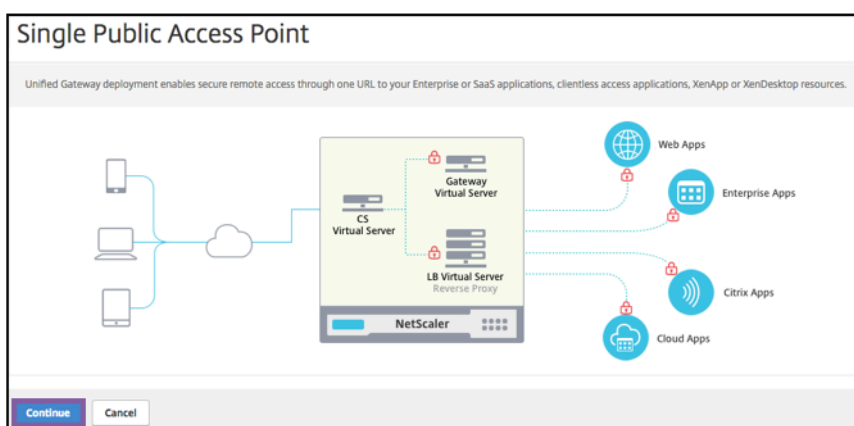 Single Public Access Point
Unified Gateway deployment enables secure remote access through one URL to your Enterprise or SaaS applications, clientless access applications, XenApp or XenDesktop resources.
Gateway
Virtual Server
CS
Virtual Server
LB Virtual Server
Reverse Proxy
NetScaler
Web Apps
Enterprise Apps
Citrix Apps
Cloud Apps
Continue
Cancel